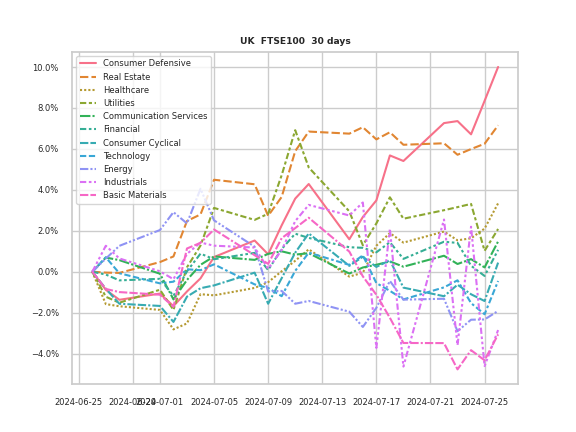 UK  FTSE100  30 days
10.0%
8.0%
6.0%
4.0%
2.0%
0.0%
−2.0%
−4.0%
Consumer Defensive
Real Estate
Healthcare
Utilities
Communication Services
Financial
Consumer Cyclical
Technology
Energy
Industrials
Basic Materials
2024-06-25
2024-07-01
2024-07-05
2024-07-09
2024-07-13
2024-07-17
2024-07-21
2024-07-25